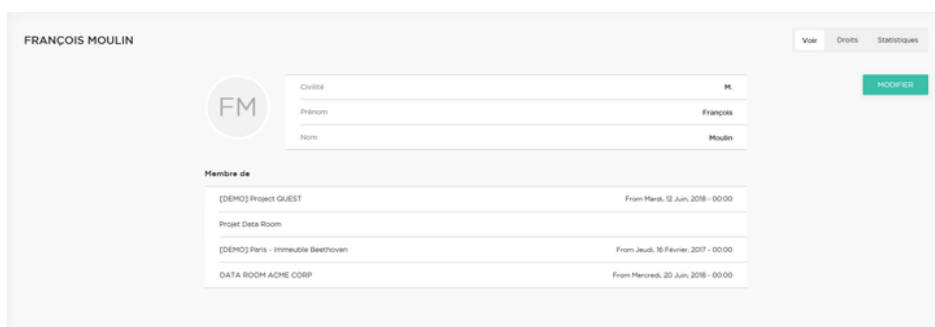 FRANÇOIS MOULIN
Voir Droits Statistiques
MODIFIER
FM
Civilité M.
Prénom François
Nom Moulin
Membre de
[DEMO] Project QUEST From Mardi, 12 Juin, 2018 - 00:00
Projet Data Room
[DEMO] Paris - Immeuble Beethoven From Jeudi, 16 Février, 2017 - 00:00
DATA ROOM ACME CORP From Mercredi, 20 Juin, 2018 - 00:00